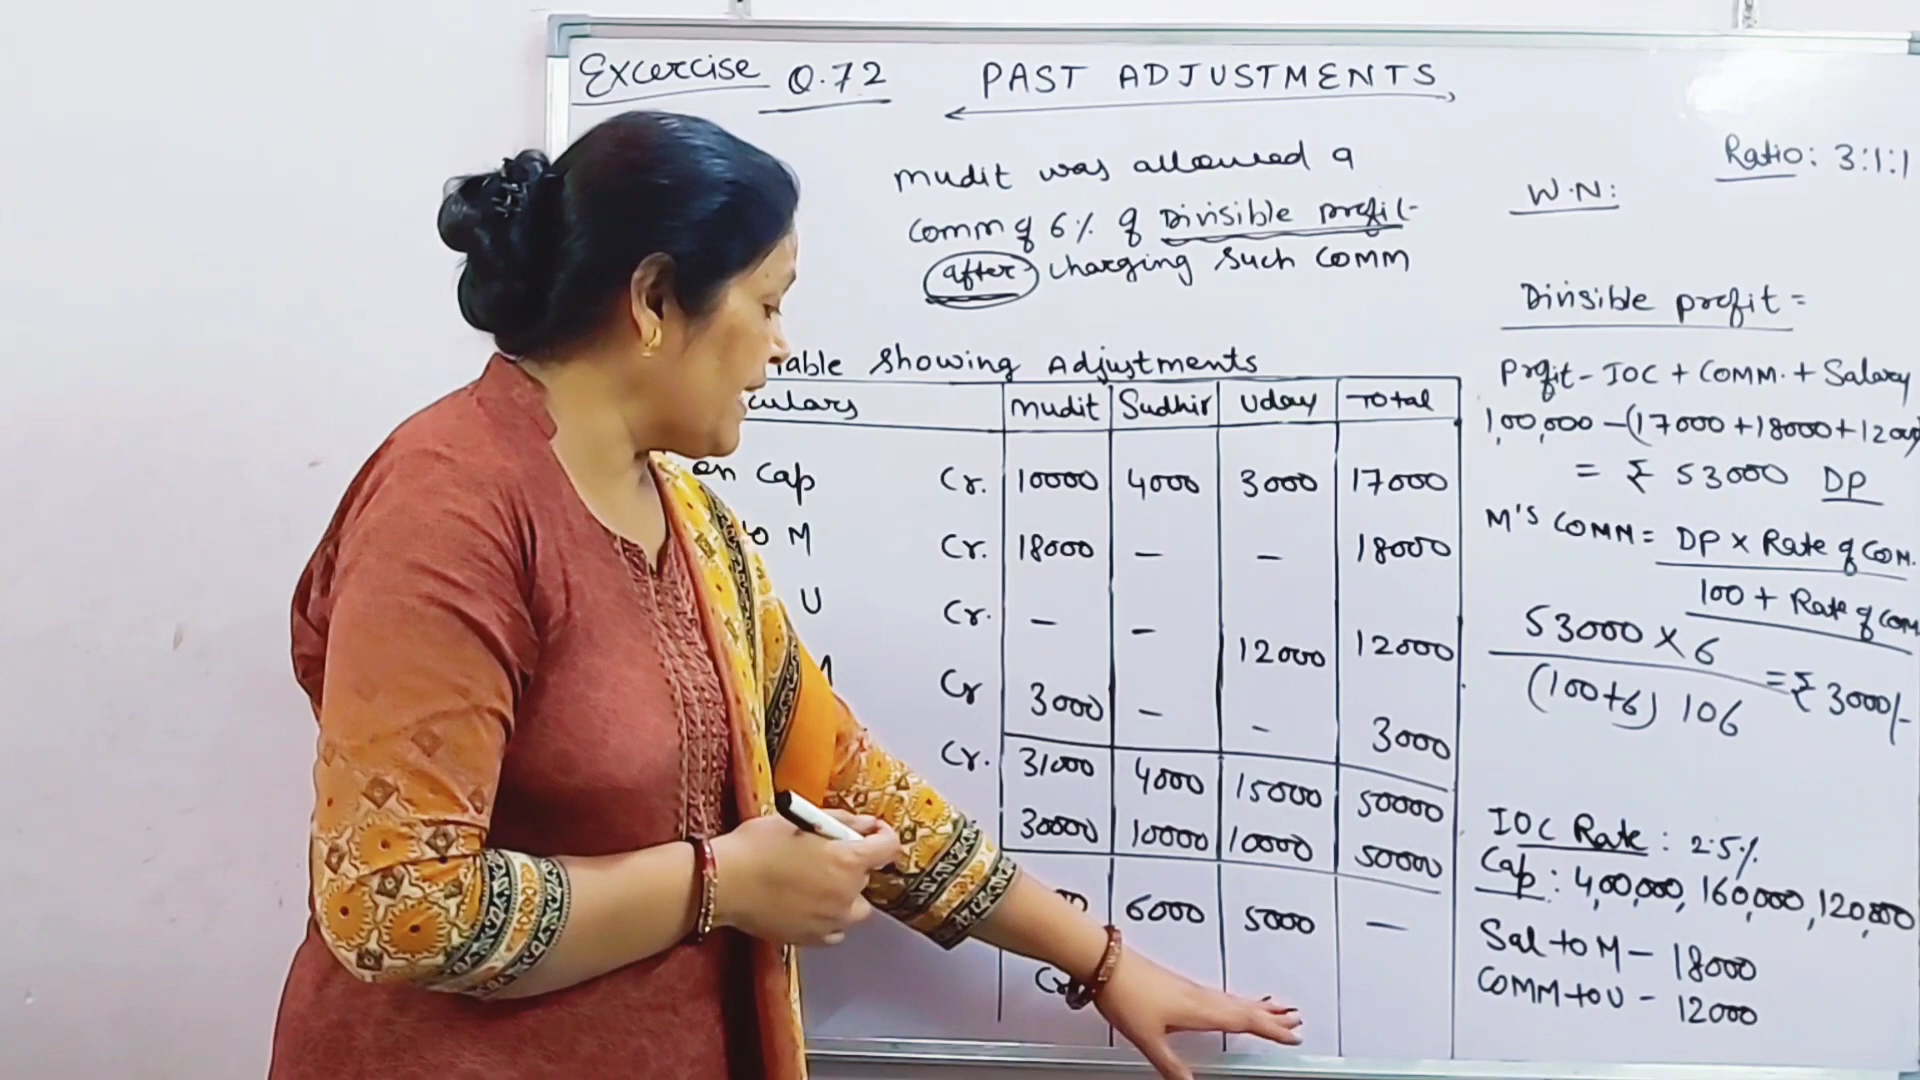 Excercise Q.72
PAST ADJUSTMENTS
Ratio: 3:1:1
mudit was allowed a
comm of 6% of Divisible profit
after charging such comm
Table Showing Adjustments
culars mudit Sudhir Uday Total
on Cap Cr. 10000 4000 3000 17000
to M Cr. 18000 — — 18000
U Cr. — — 12000 12000
M Cr 3000 — — 3000
Cr. 31000 4000 15000 50000
30000 10000 10000 50000
6000 5000 —
Cr
W.N:
Divisible profit =
Profit - IOC + COMM. + Salary
1,00,000 - (17000 + 18000 + 12000
= ₹ 53000 DP
M'S COMM = DP x Rate of Com.
100 + Rate of Com
53000 X 6
(100+6) 106
= ₹ 3000/-
IOC Rate : 2.5%
Cap : 4,00,000, 160,000, 120,000
Sal to M - 18000
COMM to U - 12000